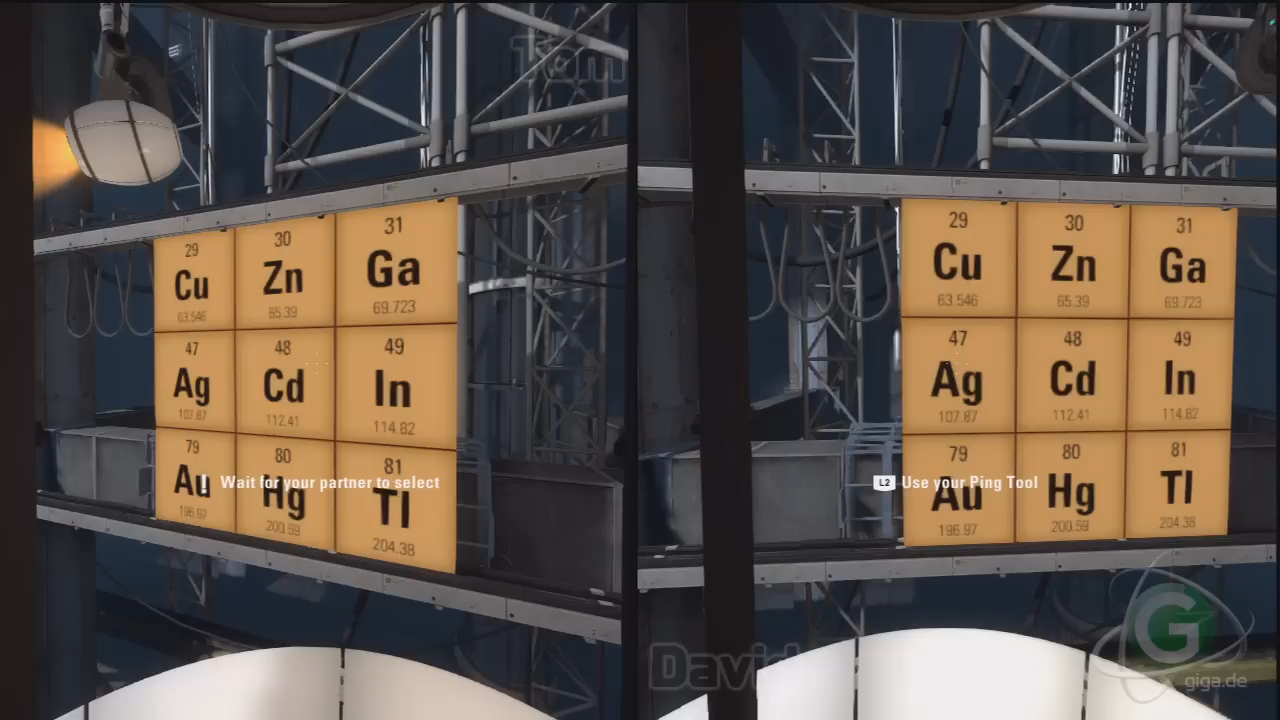 Tom
29 30 31
Cu Zn Ga
63.546 65.39 69.723
47 48 49
Ag Cd In
107.87 112.41 114.82
79 80 81
Au Hg Tl
196.97 200.59 204.38
! Wait for your partner to select
29 30 31
Cu Zn Ga
63.546 65.39 69.723
47 48 49
Ag Cd In
107.87 112.41 114.82
79 80 81
Au Hg Tl
196.97 200.59 204.38
L2 Use your Ping Tool
David
G
giga.de